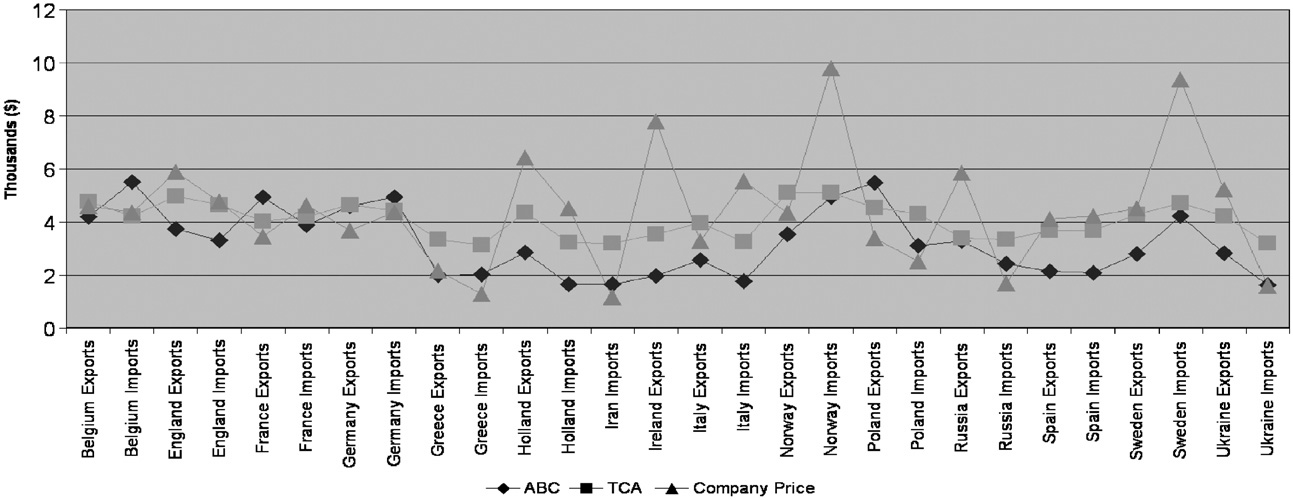 12
10
8
6
4
2
0
Thousands ($)
Belgium Exports
Belgium Imports
England Exports
England Imports
France Exports
France Imports
Germany Exports
Germany Imports
Greece Exports
Greece Imports
Holland Exports
Holland Imports
Iran Imports
Ireland Exports
Italy Exports
Italy Imports
Norway Exports
Norway Imports
Poland Exports
Poland Imports
Russia Exports
Russia Imports
Spain Exports
Spain Imports
Sweden Exports
Sweden Imports
Ukraine Exports
Ukraine Imports
ABC TCA Company Price